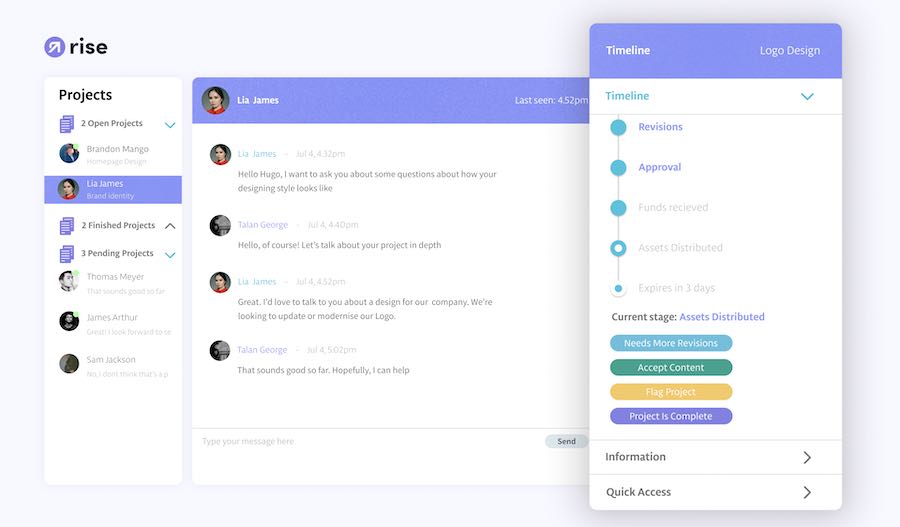 rise
Projects
2 Open Projects
Brandon Mango
Homepage Design
Lia James
Brand Identity
2 Finished Projects
3 Pending Projects
Thomas Meyer
That sounds good so far
James Arthur
Great! I look forward to se
Sam Jackson
No, i dont think that's a p
Lia James
Last seen: 4.52pm
Lia James - Jul 4, 4:32pm
Hello Hugo, I want to ask you about some questions about how your
designing style looks like
Talan George - Jul 4, 4:40pm
Hello, of course! Let's talk about your project in depth
Lia James - Jul 4, 4:52pm
Great. I'd love to talk to you about a design for our company. We're
looking to update or modernise our Logo.
Talan George - Jul 4, 5:02pm
That sounds good so far. Hopefully, I can help
Type your message here
Send
Timeline
Logo Design
Timeline
Revisions
Approval
Funds recieved
Assets Distributed
Expires in 3 days
Current stage: Assets Distributed
Needs More Revisions
Accept Content
Flag Project
Project Is Complete
Information
Quick Access